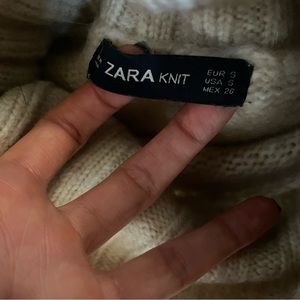 ZARA KNIT
EUR S
USA S
MEX 26